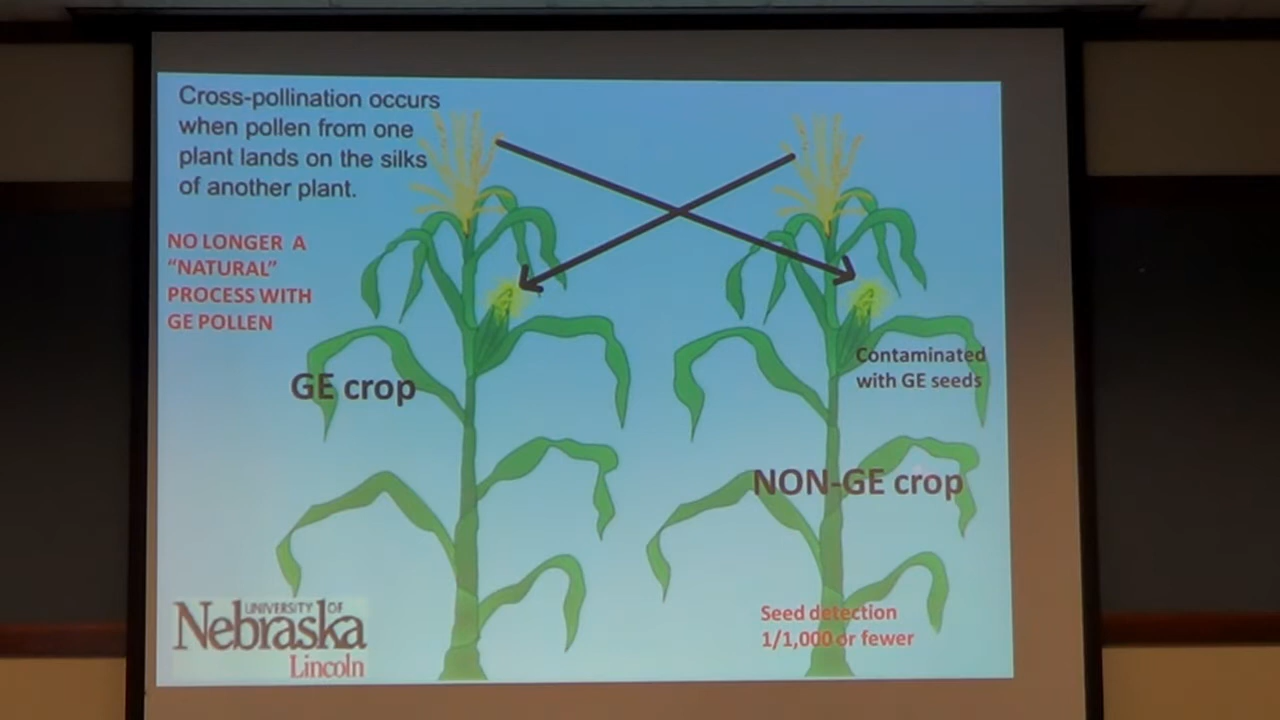 Cross-pollination occurs
when pollen from one
plant lands on the silks
of another plant.
NO LONGER A
“NATURAL”
PROCESS WITH
GE POLLEN
GE crop
Contaminated
with GE seeds
NON-GE crop
Seed detection
1/1,000 or fewer
UNIVERSITY OF
Nebraska
Lincoln